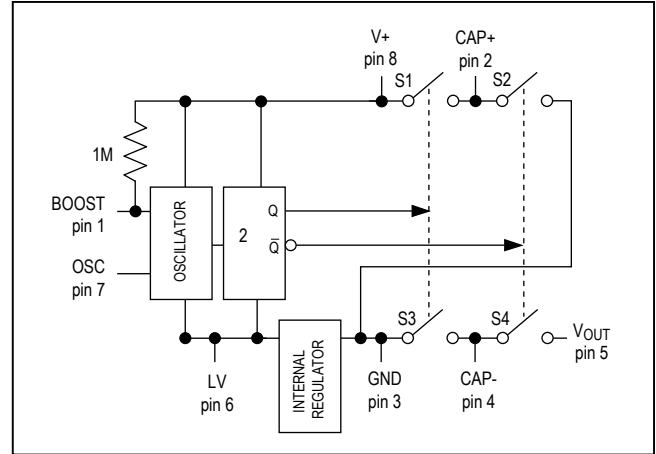 V+
pin 8
CAP+
pin 2
S1
S2
1M
BOOST
pin 1
OSCILLATOR
2
Q
Q̅
OSC
pin 7
S3
S4
VOUT
pin 5
LV
pin 6
INTERNAL
REGULATOR
GND
pin 3
CAP-
pin 4